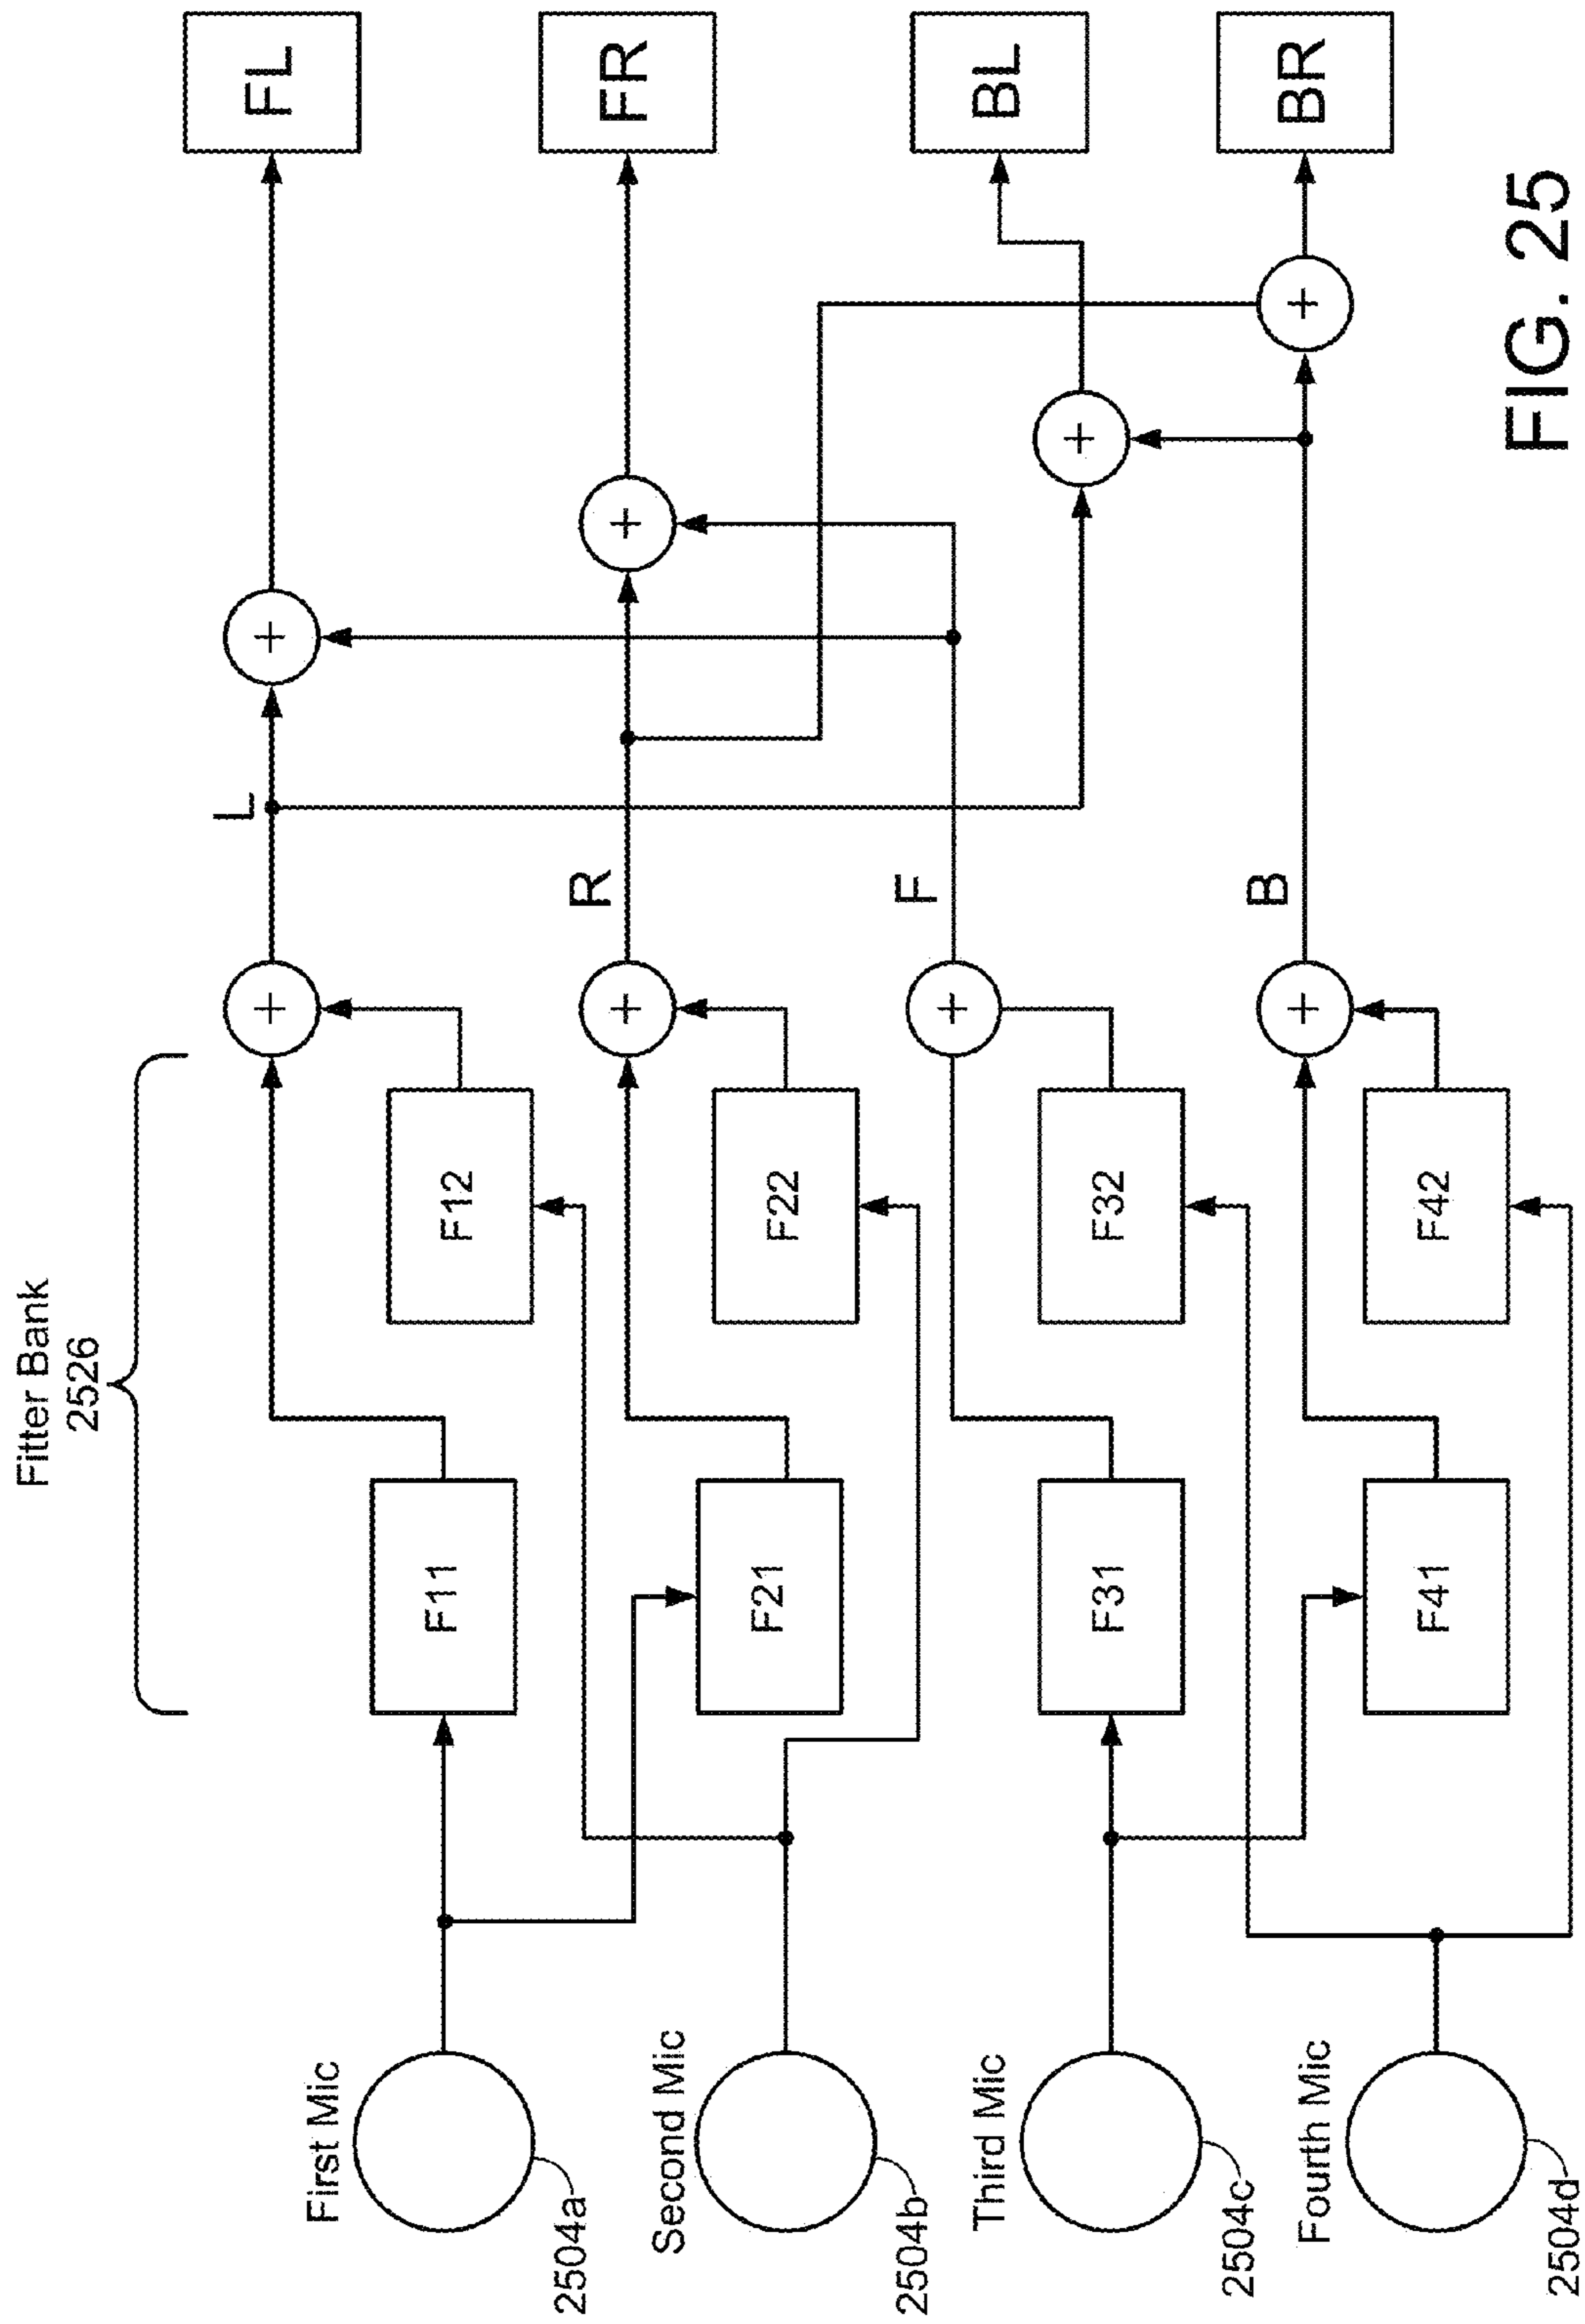 Fitter Bank
2526
First Mic
2504a
Second Mic
2504b
Third Mic
2504c
Fourth Mic
2504d
F11
F12
F21
F22
F31
F32
F41
F42
+
+
+
+
L
R
F
B
+
+
+
+
FL
FR
BL
BR
FIG. 25